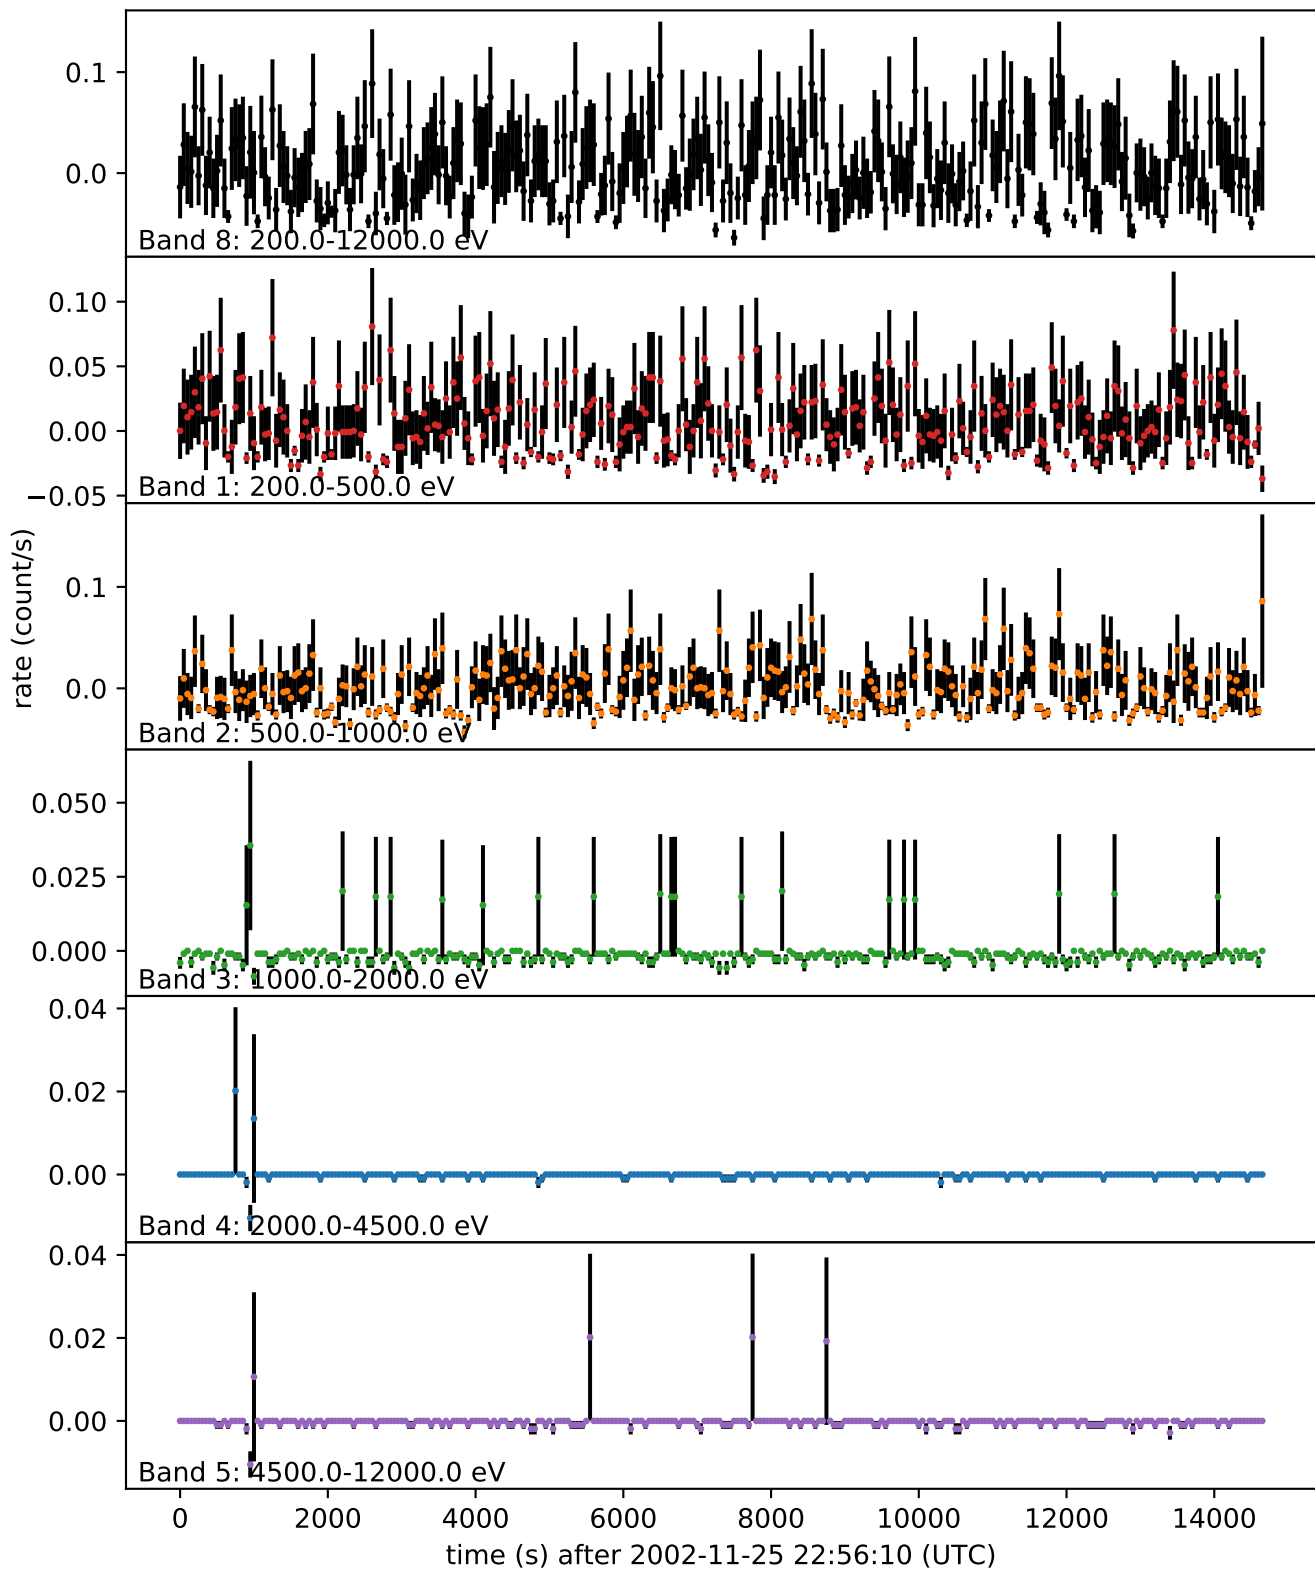 0.1
0.0
Band 8: 200.0-12000.0 eV
0.10
0.05
0.00
−0.05
Band 1: 200.0-500.0 eV
rate (count/s)
0.1
0.0
Band 2: 500.0-1000.0 eV
0.050
0.025
0.000
Band 3: 1000.0-2000.0 eV
0.04
0.02
0.00
Band 4: 2000.0-4500.0 eV
0.04
0.02
0.00
Band 5: 4500.0-12000.0 eV
0 2000 4000 6000 8000 10000 12000 14000
time (s) after 2002-11-25 22:56:10 (UTC)